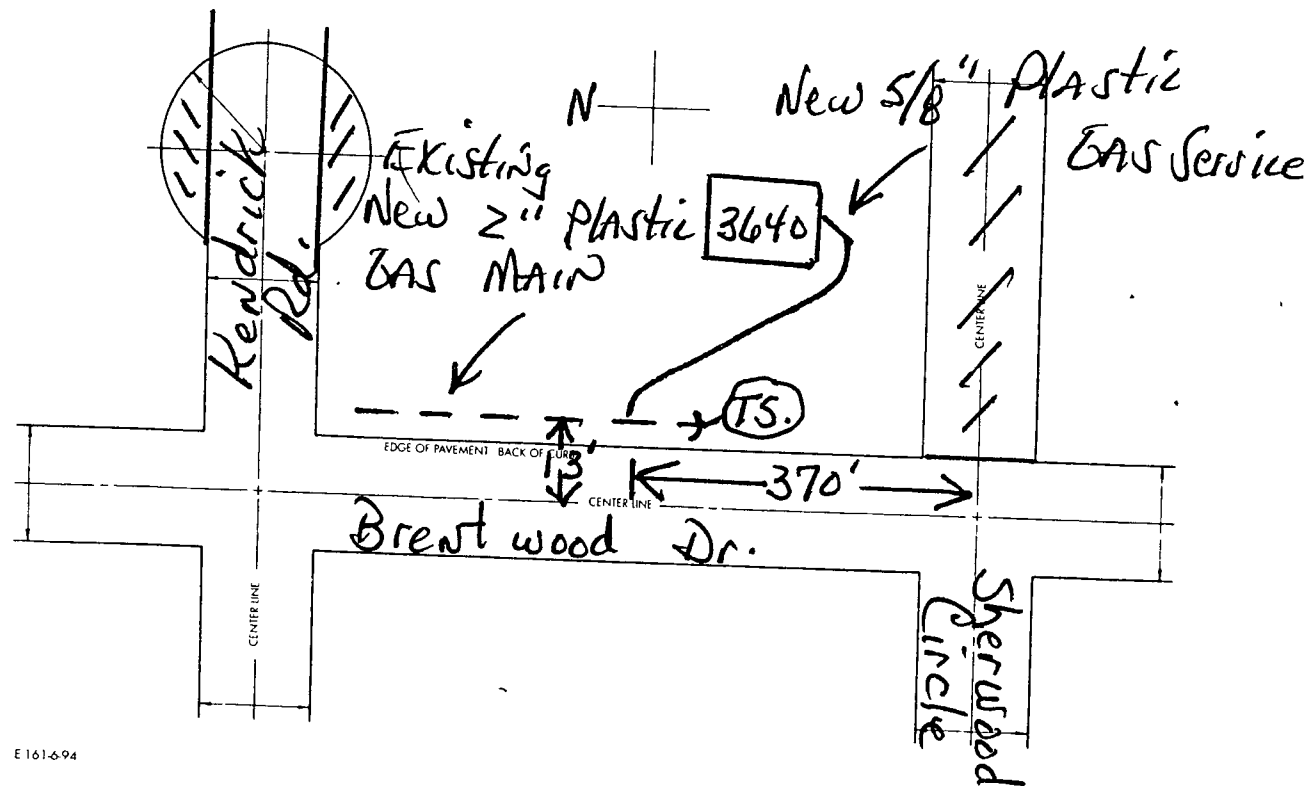 N
New 5/8" Plastic
GAS Service
Existing
New 2" Plastic
GAS MAIN
3640
Kendrick
Rd.
CENTER LINE
T.S.
EDGE OF PAVEMENT BACK OF CURB
13'
370'
CENTER LINE
Brentwood Dr.
CENTER LINE
Sherwood
Circle
E 161-6-94